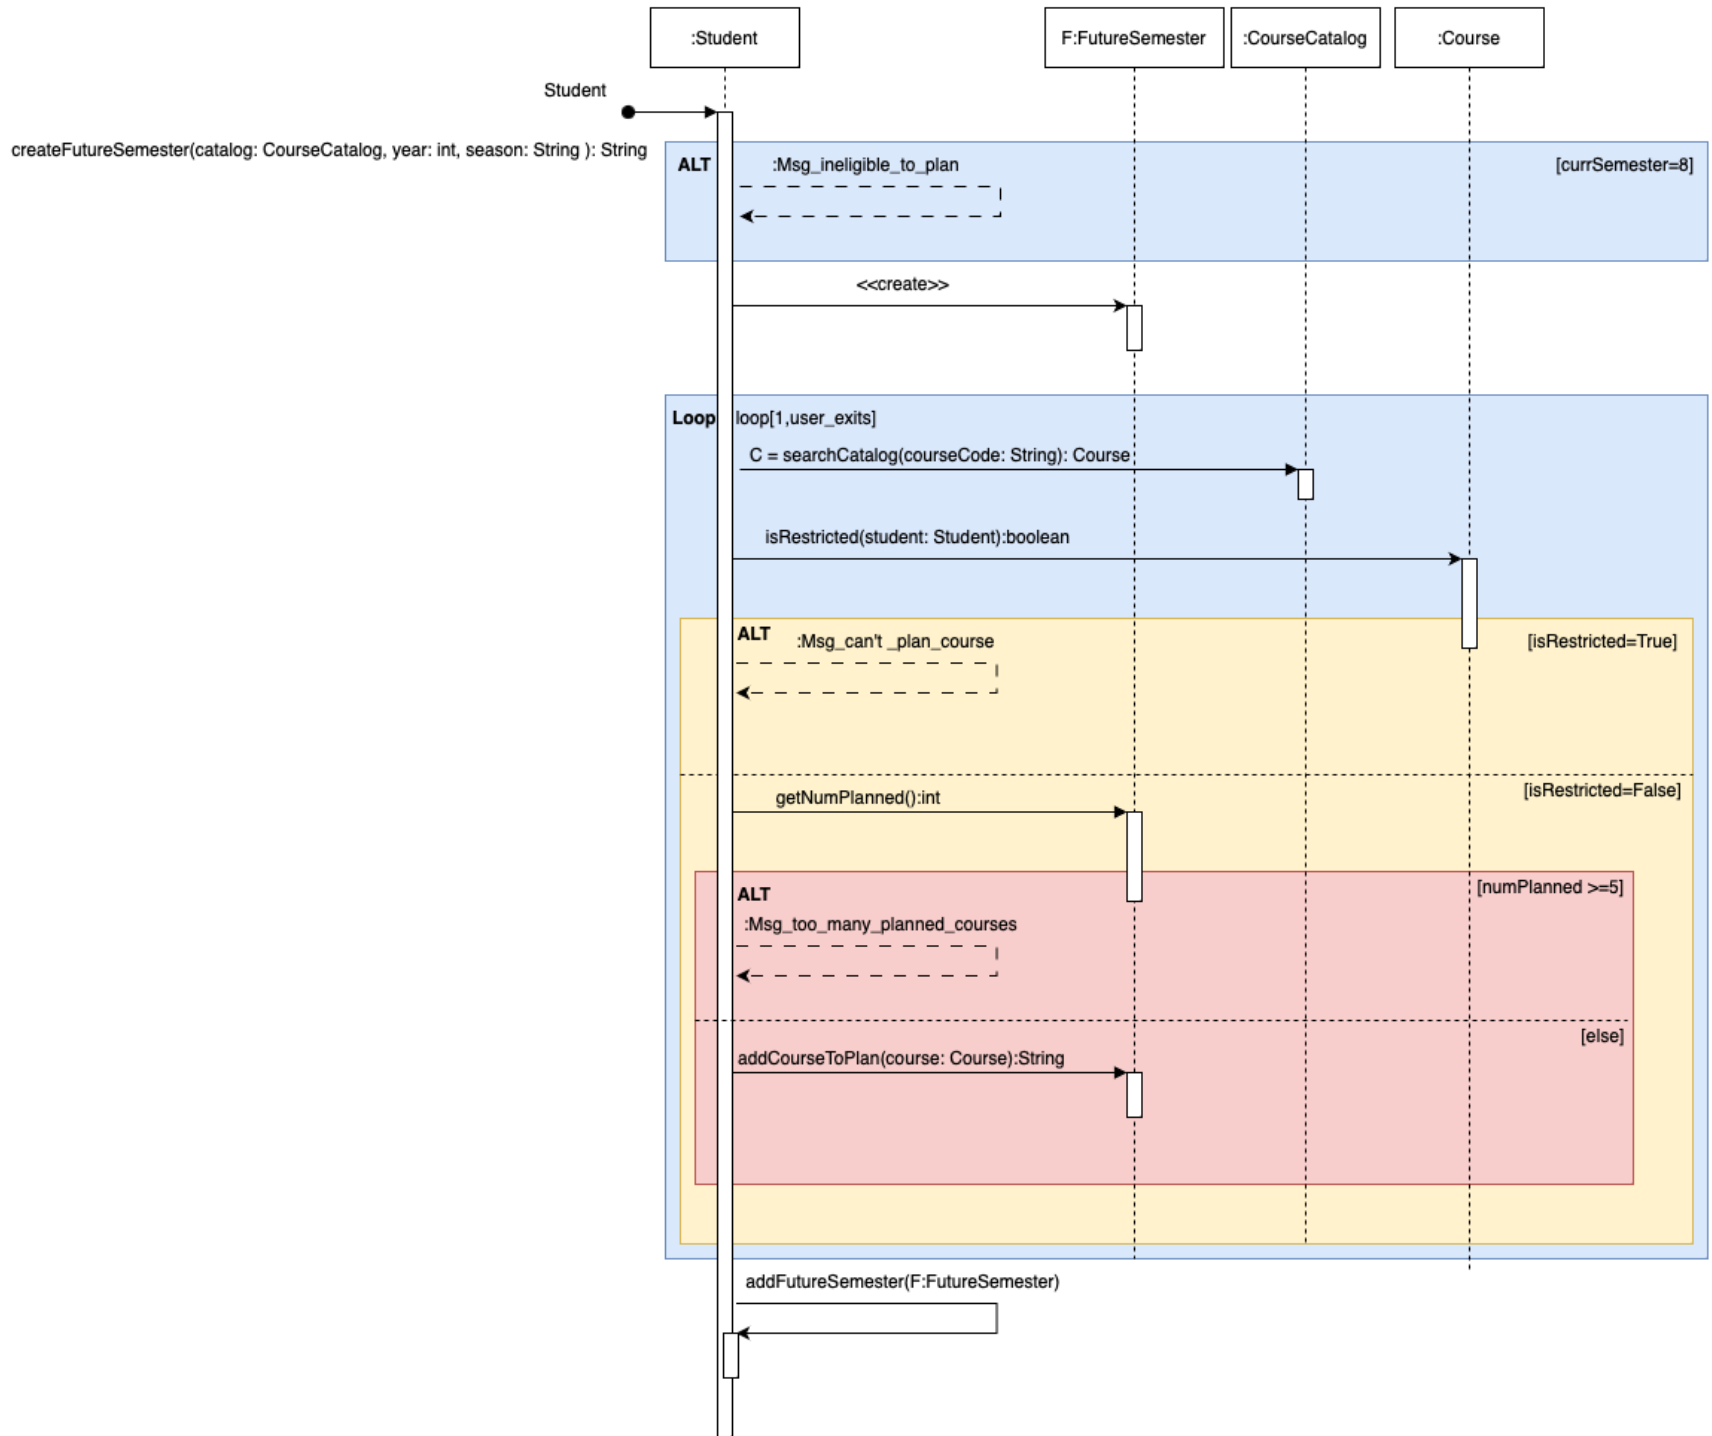 :Student
F:FutureSemester
:CourseCatalog
:Course
Student
createFutureSemester(catalog: CourseCatalog, year: int, season: String ): String
ALT
:Msg_ineligible_to_plan
[currSemester=8]
<<create>>
Loop
loop[1,user_exits]
C = searchCatalog(courseCode: String): Course
isRestricted(student: Student):boolean
ALT
:Msg_can't _plan_course
[isRestricted=True]
[isRestricted=False]
getNumPlanned():int
[numPlanned >=5]
ALT
:Msg_too_many_planned_courses
[else]
addCourseToPlan(course: Course):String
addFutureSemester(F:FutureSemester)